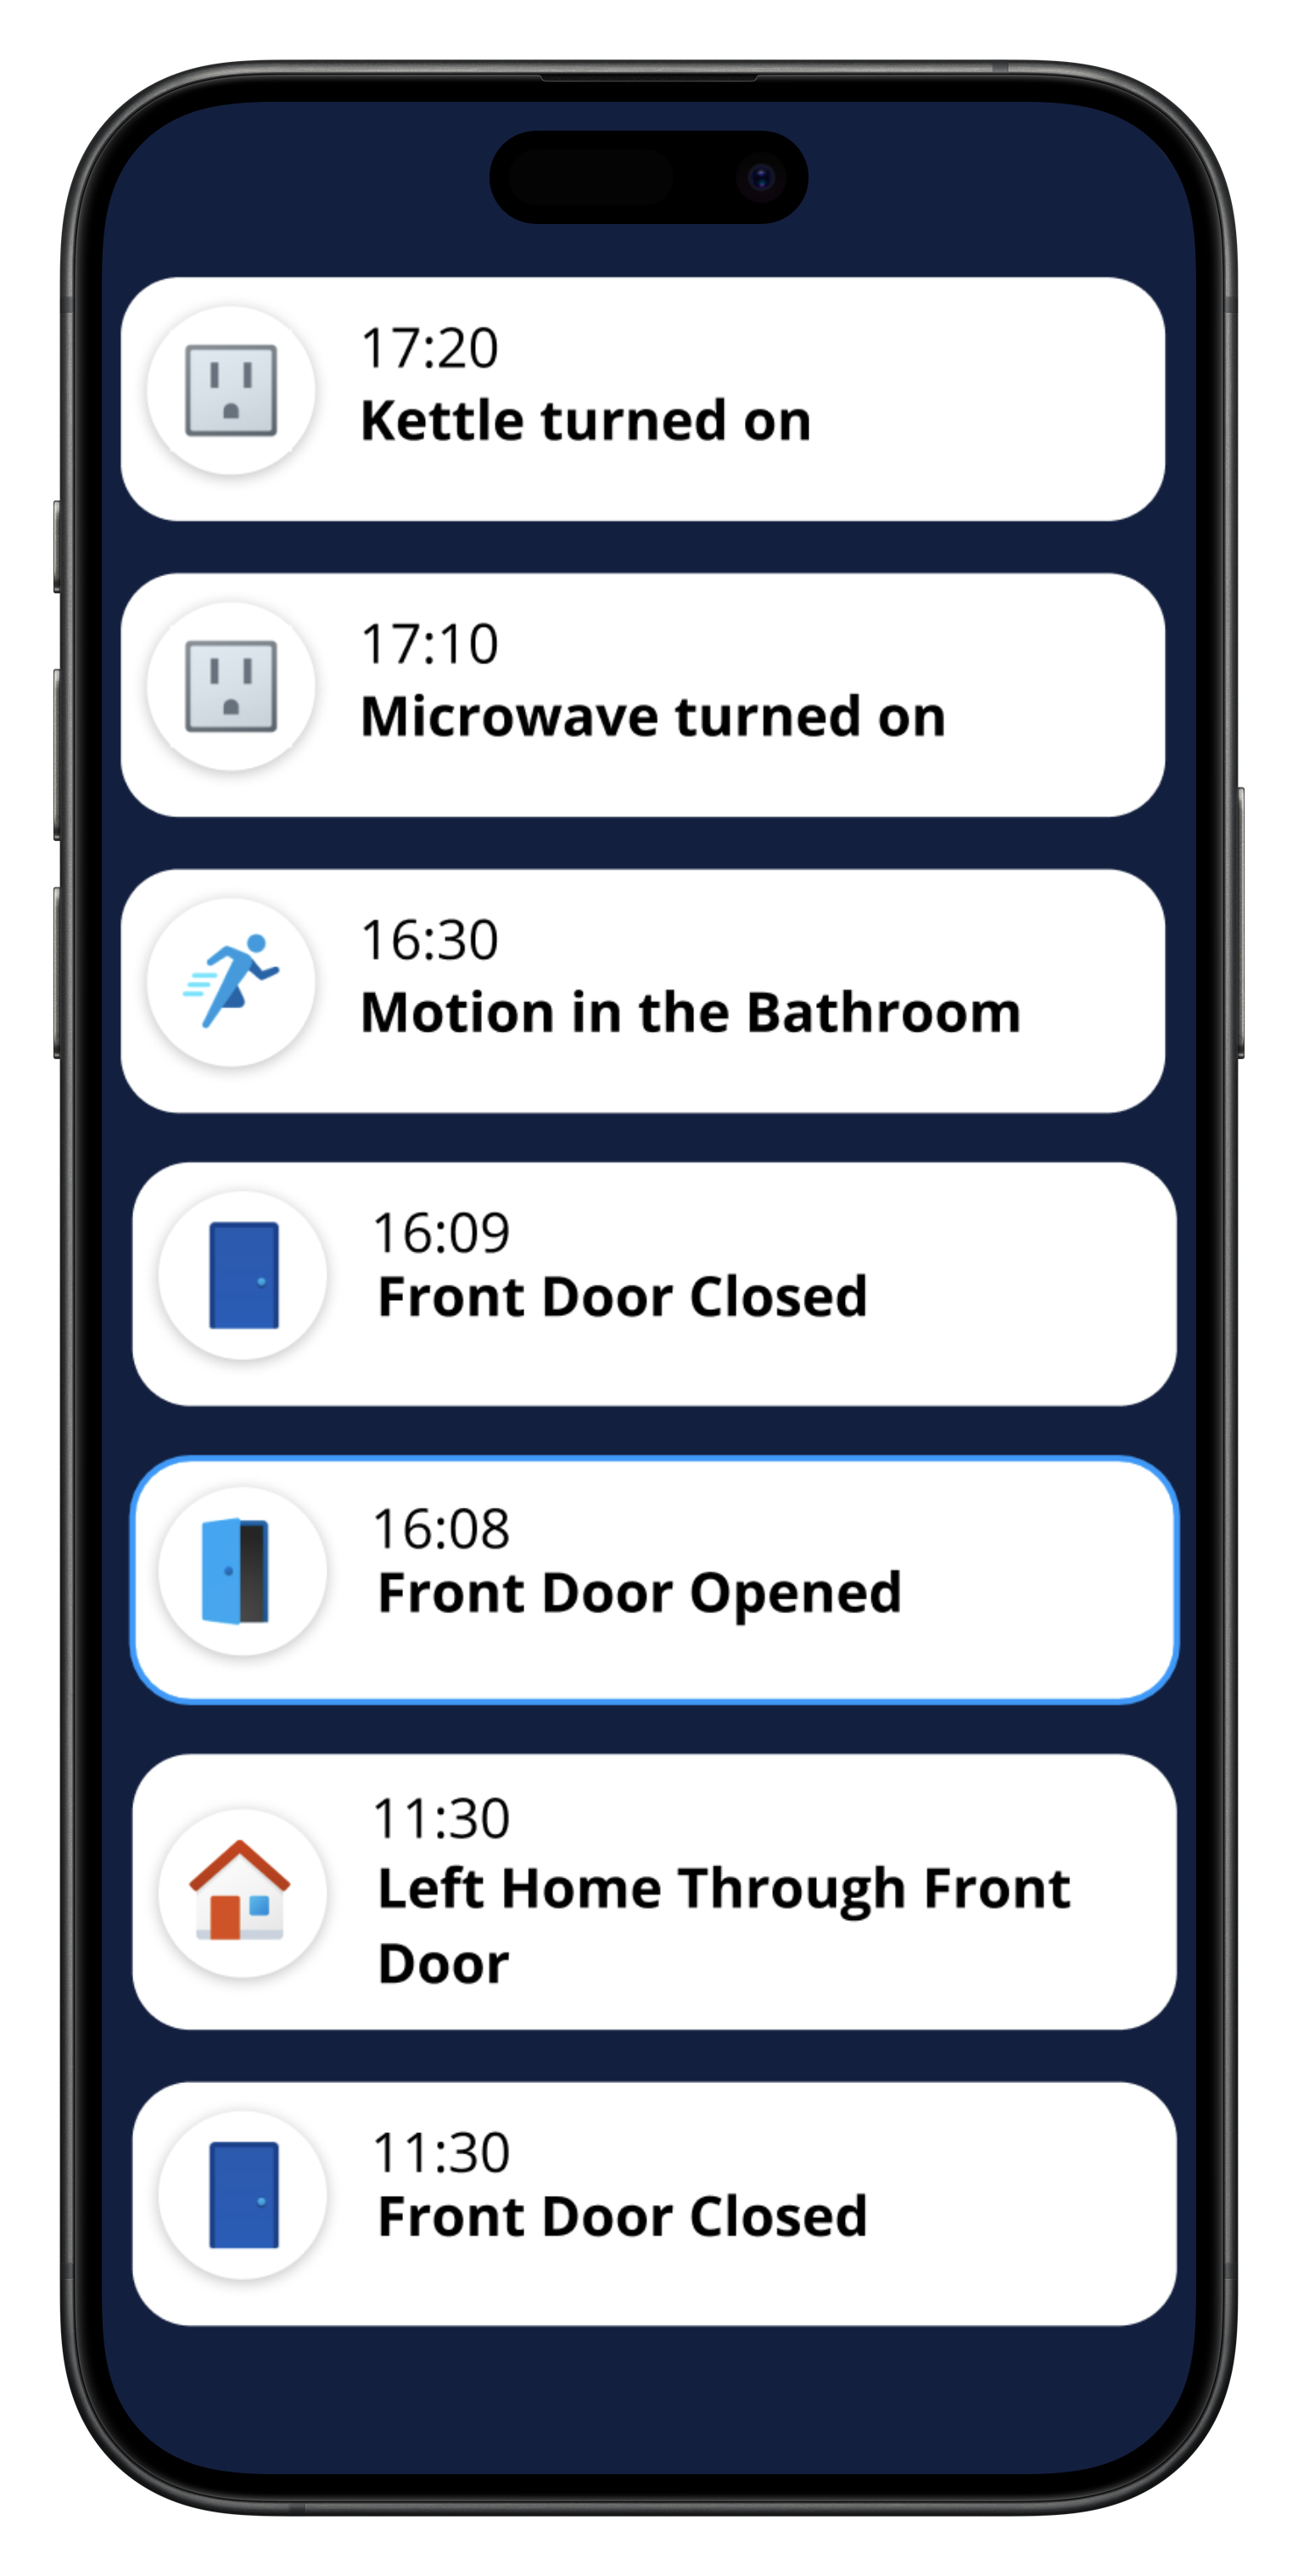 17:20
Kettle turned on
17:10
Microwave turned on
16:30
Motion in the Bathroom
16:09
Front Door Closed
16:08
Front Door Opened
11:30
Left Home Through Front
Door
11:30
Front Door Closed